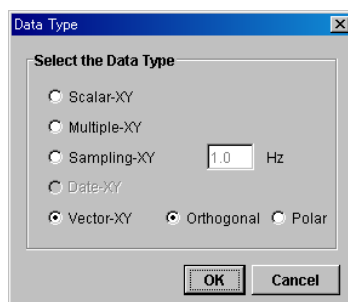 Data Type
Select the Data Type
Scalar-XY
Multiple-XY
Sampling-XY 1.0 Hz
Date-XY
Vector-XY Orthogonal Polar
OK Cancel